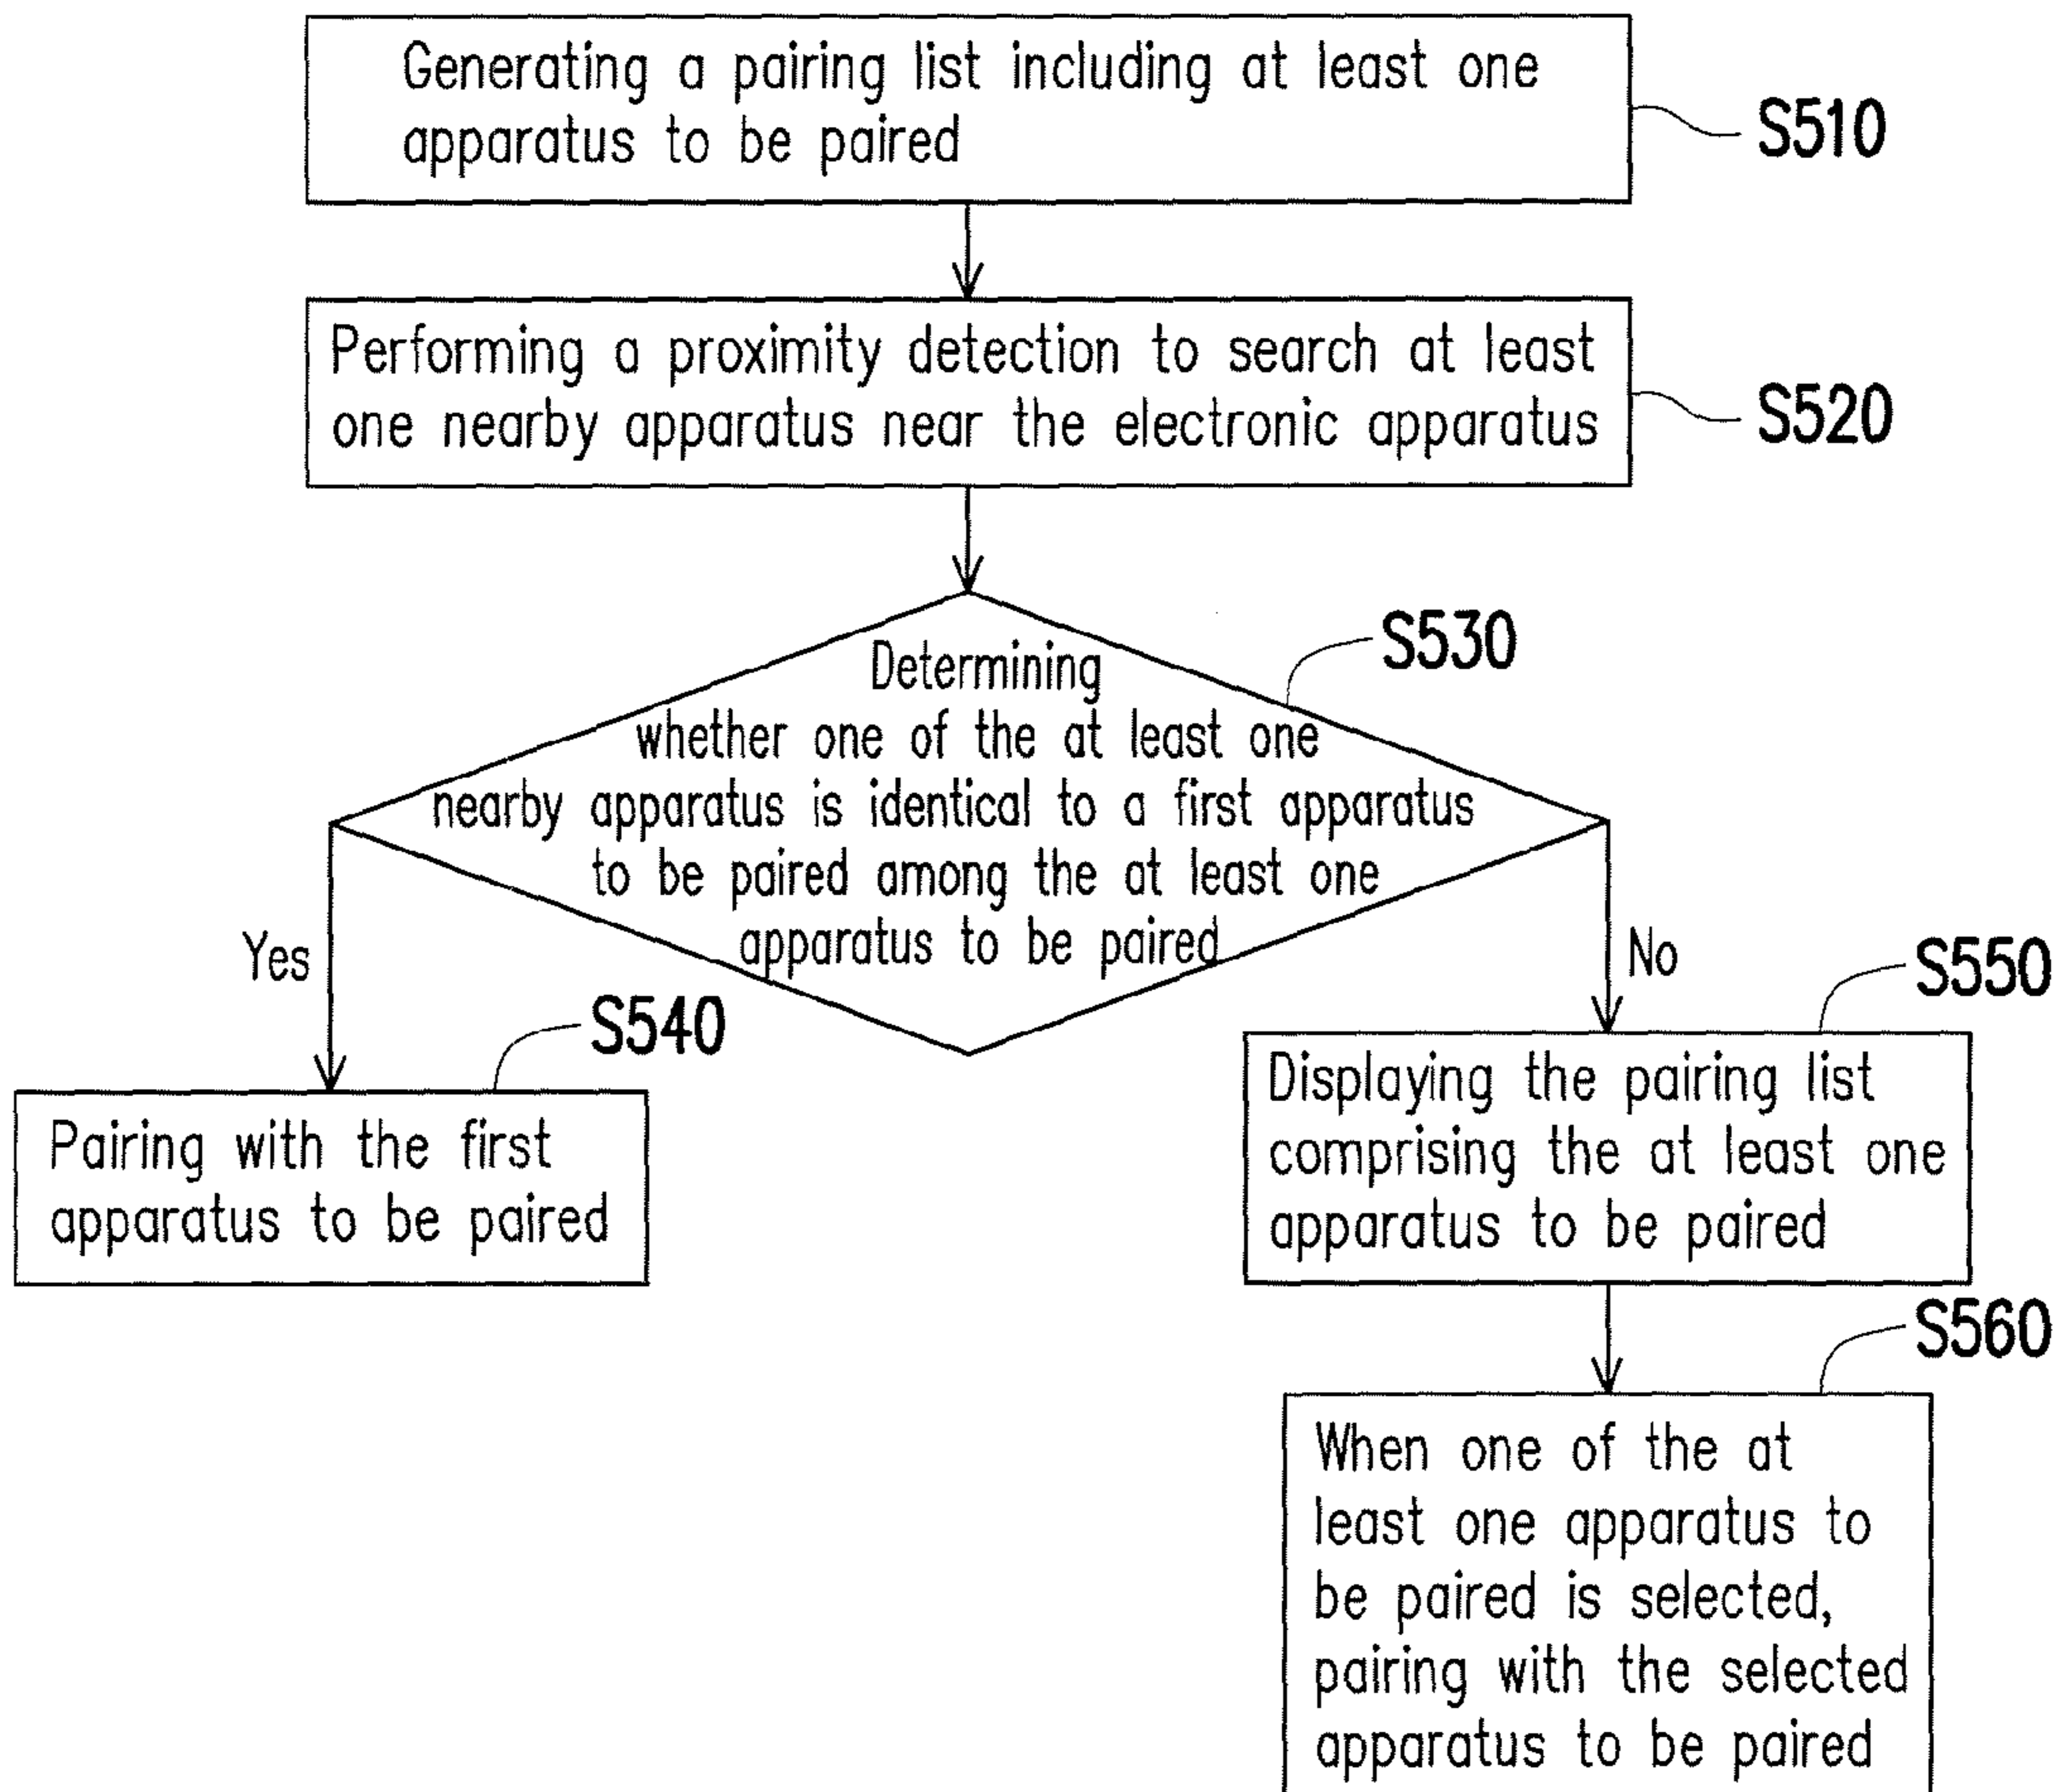 Generating a pairing list including at least one
apparatus to be paired
S510
Performing a proximity detection to search at least
one nearby apparatus near the electronic apparatus
S520
S530
Determining
whether one of the at least one
nearby apparatus is identical to a first apparatus
to be paired among the at least one
apparatus to be paired
Yes
No
S540
Pairing with the first
apparatus to be paired
S550
Displaying the pairing list
comprising the at least one
apparatus to be paired
S560
When one of the at
least one apparatus to
be paired is selected,
pairing with the selected
apparatus to be paired